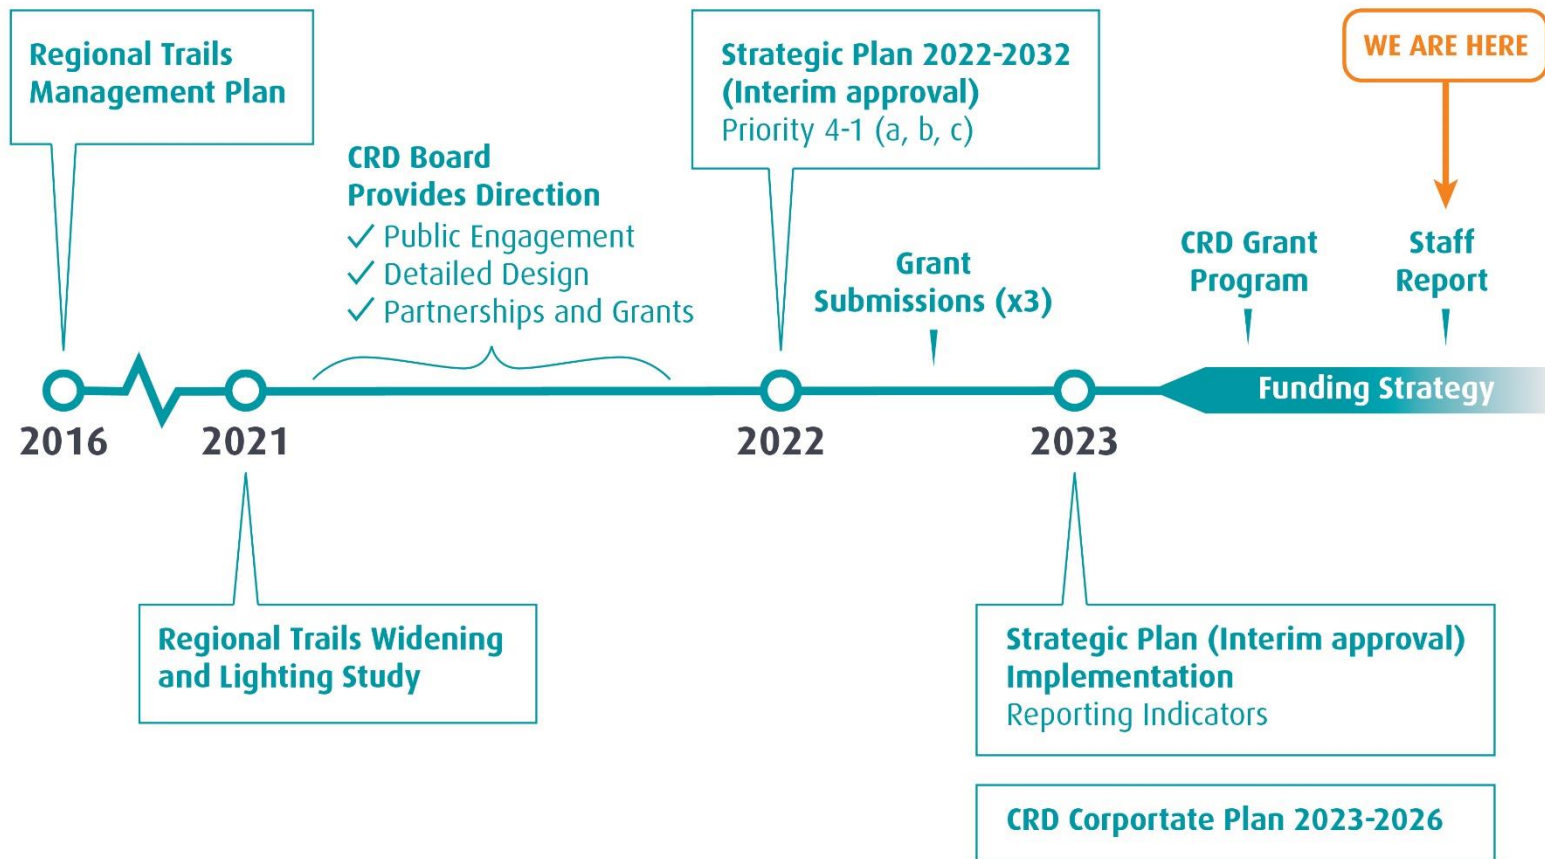 Regional Trails
Management Plan
CRD Board
Provides Direction
✓ Public Engagement
✓ Detailed Design
✓ Partnerships and Grants
Strategic Plan 2022-2032
(Interim approval)
Priority 4-1 (a, b, c)
Grant
Submissions (x3)
CRD Grant
Program
WE ARE HERE
Staff
Report
Funding Strategy
2016
2021
2022
2023
Regional Trails Widening
and Lighting Study
Strategic Plan (Interim approval)
Implementation
Reporting Indicators
CRD Corportate Plan 2023-2026